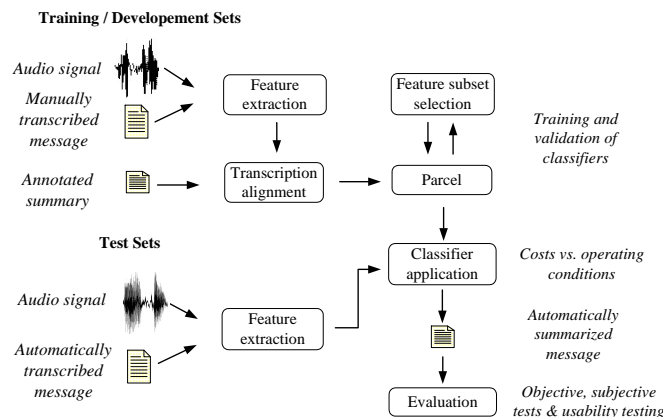 Training / Developement Sets
Audio signal
Manually
transcribed
message
Annotated
summary
Feature
extraction
Transcription
alignment
Feature subset
selection
Parcel
Training and
validation of
classifiers
Test Sets
Audio signal
Automatically
transcribed
message
Feature
extraction
Classifier
application
Costs vs. operating
conditions
Automatically
summarized
message
Evaluation
Objective, subjective
tests & usability testing